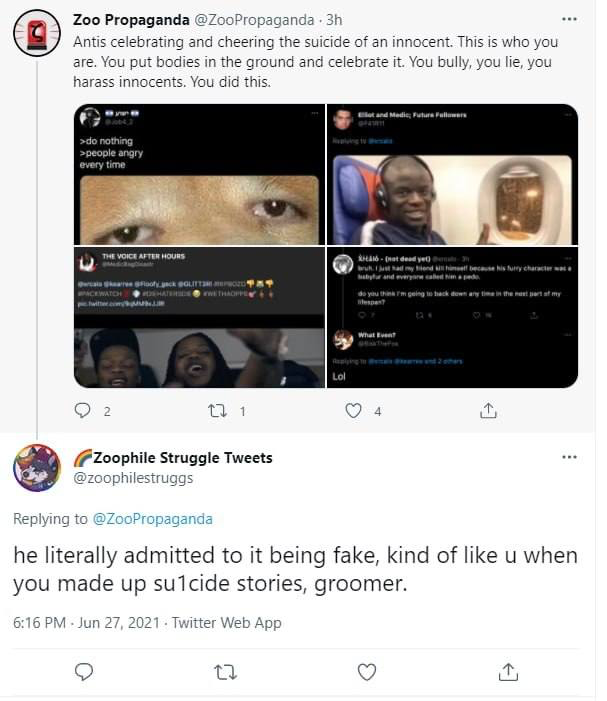 Zoo Propaganda @ZooPropaganda · 3h
Antis celebrating and cheering the suicide of an innocent. This is who you
are. You put bodies in the ground and celebrate it. You bully, you lie, you
harass innocents. You did this.
>do nothing
>people angry
every time
Elliot and Medic; Future Followers
Replying to
THE VOICE AFTER HOURS
(not dead yet)
bruh. I just had my friend kill himself because his furry character was a
babyfur and everyone called him a pedo.
do you think I'm going to back down any time in the next part of my
lifespan?
What Even?
Replying to and 2 others
Lol
2
1
4
🌈Zoophile Struggle Tweets
@zoophilestruggs
Replying to @ZooPropaganda
he literally admitted to it being fake, kind of like u when
you made up su1cide stories, groomer.
6:16 PM · Jun 27, 2021 · Twitter Web App